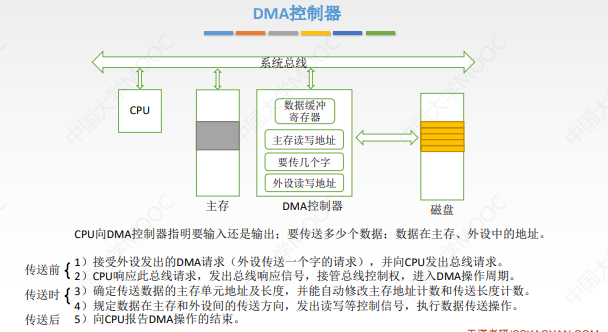 DMA控制器
系统总线
CPU
数据缓冲
寄存器
主存读写地址
要传几个字
外设读写地址
主存
DMA控制器
磁盘
CPU向DMA控制器指明要输入还是输出；要传送多少个数据；数据在主存、外设中的地址。
传送前
1）接受外设发出的DMA请求（外设传送一个字的请求），并向CPU发出总线请求。
2）CPU响应此总线请求，发出总线响应信号，接管总线控制权，进入DMA操作周期。
传送时
3）确定传送数据的主存单元地址及长度，并能自动修改主存地址计数和传送长度计数。
4）规定数据在主存和外设间的传送方向，发出读写等控制信号，执行数据传送操作。
传送后
5）向CPU报告DMA操作的结束。
中国大学MOOC